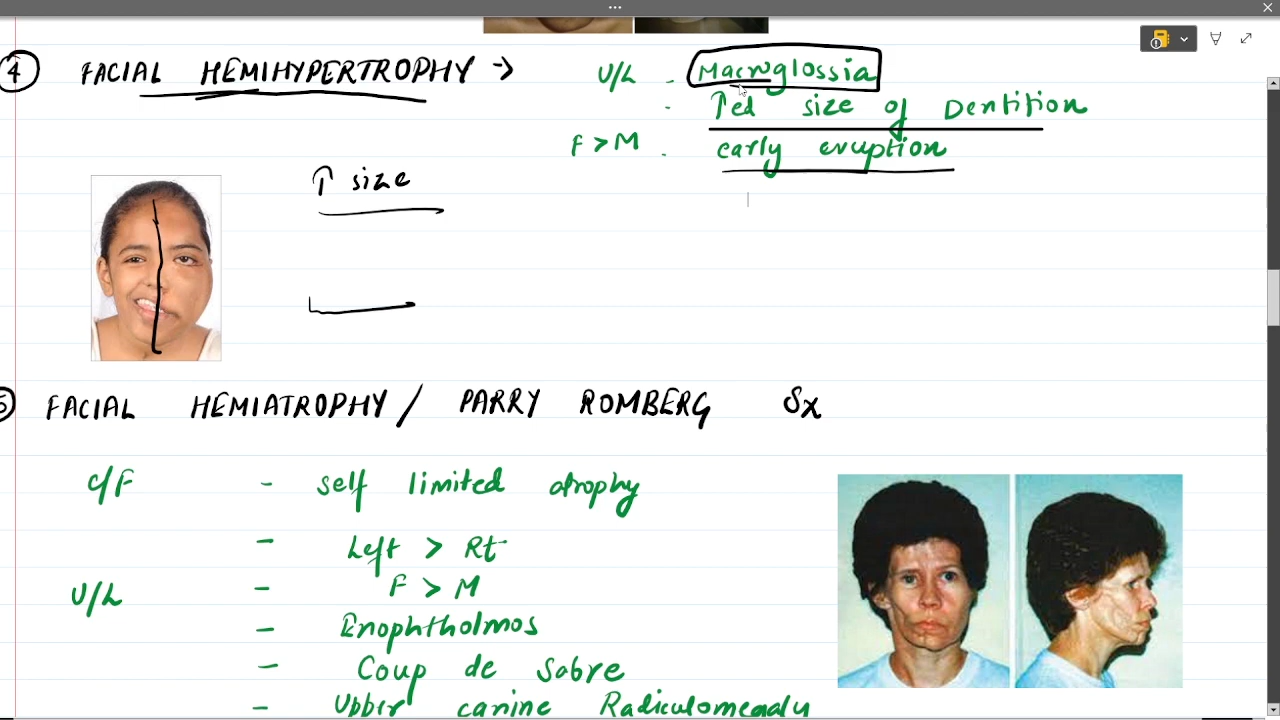 4 FACIAL HEMIHYPERTROPHY → U/L - Macroglossia
- ↑ed size of Dentition
F > M - early eruption
↑ size
5 FACIAL HEMIATROPHY / PARRY ROMBERG Sx
C/F - self limited atrophy
- Left > Rt
U/L - F > M
- Enophtholmos
- Coup de Sabre
- Upper canine